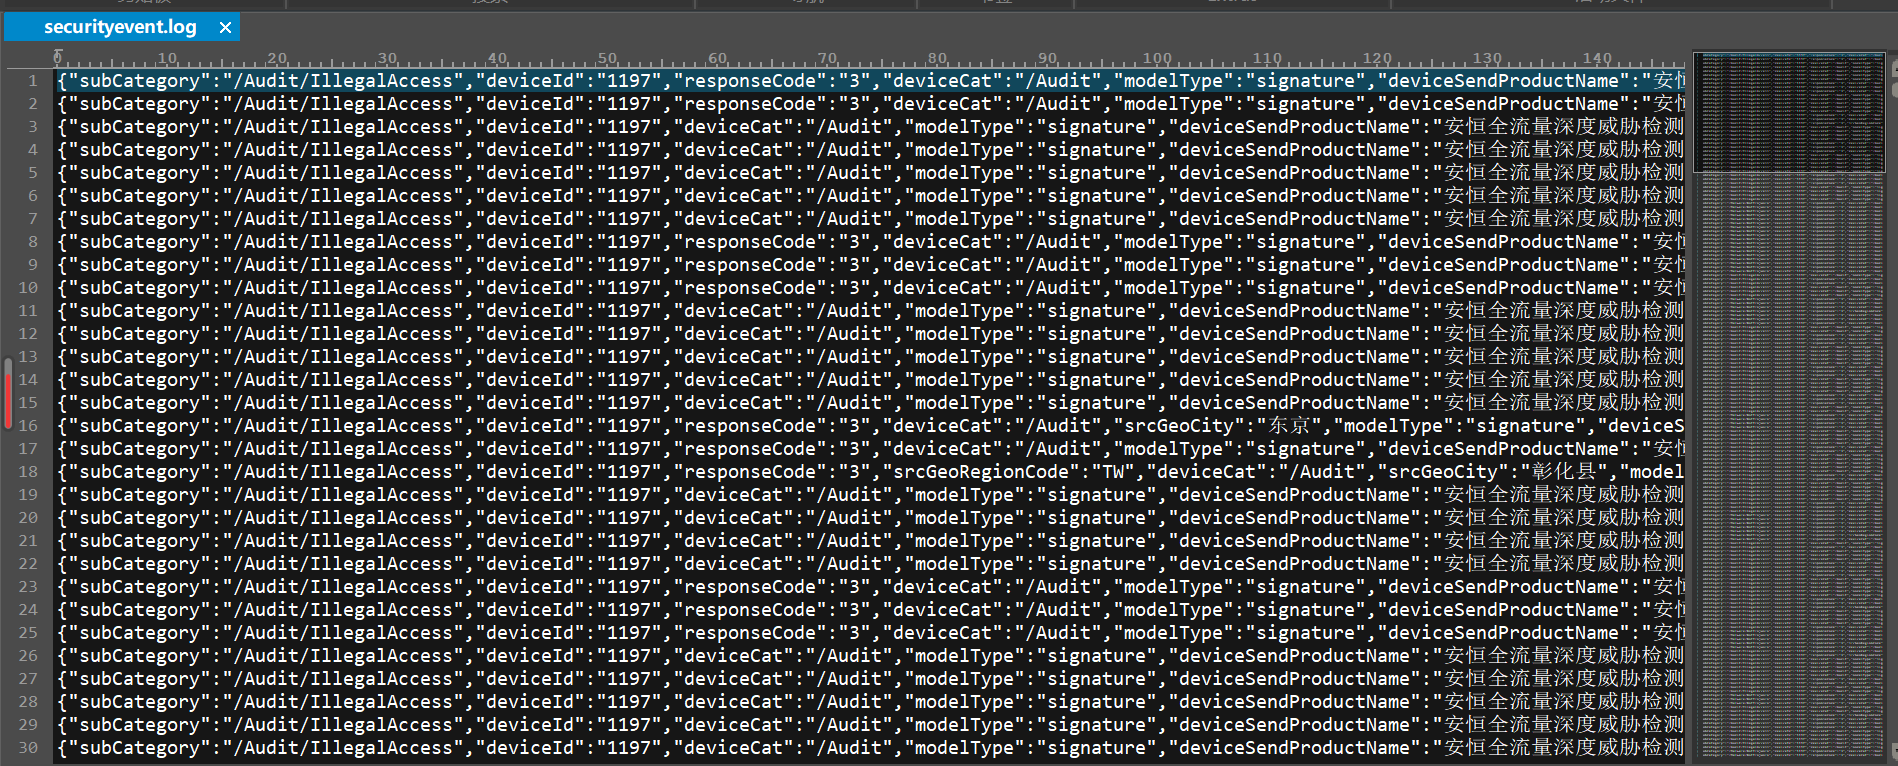 securityevent.log ×
0 10 20 30 40 50 60 70 80 90 100 110 120 130 140
1 {"subCategory":"/Audit/IllegalAccess","deviceId":"1197","responseCode":"3","deviceCat":"/Audit","modelType":"signature","deviceSendProductName":"安恒
2 {"subCategory":"/Audit/IllegalAccess","deviceId":"1197","responseCode":"3","deviceCat":"/Audit","modelType":"signature","deviceSendProductName":"安恒
3 {"subCategory":"/Audit/IllegalAccess","deviceId":"1197","deviceCat":"/Audit","modelType":"signature","deviceSendProductName":"安恒全流量深度威胁检测
4 {"subCategory":"/Audit/IllegalAccess","deviceId":"1197","deviceCat":"/Audit","modelType":"signature","deviceSendProductName":"安恒全流量深度威胁检测
5 {"subCategory":"/Audit/IllegalAccess","deviceId":"1197","deviceCat":"/Audit","modelType":"signature","deviceSendProductName":"安恒全流量深度威胁检测
6 {"subCategory":"/Audit/IllegalAccess","deviceId":"1197","deviceCat":"/Audit","modelType":"signature","deviceSendProductName":"安恒全流量深度威胁检测
7 {"subCategory":"/Audit/IllegalAccess","deviceId":"1197","deviceCat":"/Audit","modelType":"signature","deviceSendProductName":"安恒全流量深度威胁检测
8 {"subCategory":"/Audit/IllegalAccess","deviceId":"1197","responseCode":"3","deviceCat":"/Audit","modelType":"signature","deviceSendProductName":"安恒
9 {"subCategory":"/Audit/IllegalAccess","deviceId":"1197","responseCode":"3","deviceCat":"/Audit","modelType":"signature","deviceSendProductName":"安恒
10 {"subCategory":"/Audit/IllegalAccess","deviceId":"1197","responseCode":"3","deviceCat":"/Audit","modelType":"signature","deviceSendProductName":"安恒
11 {"subCategory":"/Audit/IllegalAccess","deviceId":"1197","deviceCat":"/Audit","modelType":"signature","deviceSendProductName":"安恒全流量深度威胁检测
12 {"subCategory":"/Audit/IllegalAccess","deviceId":"1197","deviceCat":"/Audit","modelType":"signature","deviceSendProductName":"安恒全流量深度威胁检测
13 {"subCategory":"/Audit/IllegalAccess","deviceId":"1197","deviceCat":"/Audit","modelType":"signature","deviceSendProductName":"安恒全流量深度威胁检测
14 {"subCategory":"/Audit/IllegalAccess","deviceId":"1197","deviceCat":"/Audit","modelType":"signature","deviceSendProductName":"安恒全流量深度威胁检测
15 {"subCategory":"/Audit/IllegalAccess","deviceId":"1197","deviceCat":"/Audit","modelType":"signature","deviceSendProductName":"安恒全流量深度威胁检测
16 {"subCategory":"/Audit/IllegalAccess","deviceId":"1197","responseCode":"3","deviceCat":"/Audit","srcGeoCity":"东京","modelType":"signature","deviceS
17 {"subCategory":"/Audit/IllegalAccess","deviceId":"1197","responseCode":"3","deviceCat":"/Audit","modelType":"signature","deviceSendProductName":"安恒
18 {"subCategory":"/Audit/IllegalAccess","deviceId":"1197","responseCode":"3","srcGeoRegionCode":"TW","deviceCat":"/Audit","srcGeoCity":"彰化县","model
19 {"subCategory":"/Audit/IllegalAccess","deviceId":"1197","deviceCat":"/Audit","modelType":"signature","deviceSendProductName":"安恒全流量深度威胁检测
20 {"subCategory":"/Audit/IllegalAccess","deviceId":"1197","deviceCat":"/Audit","modelType":"signature","deviceSendProductName":"安恒全流量深度威胁检测
21 {"subCategory":"/Audit/IllegalAccess","deviceId":"1197","deviceCat":"/Audit","modelType":"signature","deviceSendProductName":"安恒全流量深度威胁检测
22 {"subCategory":"/Audit/IllegalAccess","deviceId":"1197","deviceCat":"/Audit","modelType":"signature","deviceSendProductName":"安恒全流量深度威胁检测
23 {"subCategory":"/Audit/IllegalAccess","deviceId":"1197","responseCode":"3","deviceCat":"/Audit","modelType":"signature","deviceSendProductName":"安恒
24 {"subCategory":"/Audit/IllegalAccess","deviceId":"1197","responseCode":"3","deviceCat":"/Audit","modelType":"signature","deviceSendProductName":"安恒
25 {"subCategory":"/Audit/IllegalAccess","deviceId":"1197","responseCode":"3","deviceCat":"/Audit","modelType":"signature","deviceSendProductName":"安恒
26 {"subCategory":"/Audit/IllegalAccess","deviceId":"1197","deviceCat":"/Audit","modelType":"signature","deviceSendProductName":"安恒全流量深度威胁检测
27 {"subCategory":"/Audit/IllegalAccess","deviceId":"1197","deviceCat":"/Audit","modelType":"signature","deviceSendProductName":"安恒全流量深度威胁检测
28 {"subCategory":"/Audit/IllegalAccess","deviceId":"1197","deviceCat":"/Audit","modelType":"signature","deviceSendProductName":"安恒全流量深度威胁检测
29 {"subCategory":"/Audit/IllegalAccess","deviceId":"1197","deviceCat":"/Audit","modelType":"signature","deviceSendProductName":"安恒全流量深度威胁检测
30 {"subCategory":"/Audit/IllegalAccess","deviceId":"1197","deviceCat":"/Audit","modelType":"signature","deviceSendProductName":"安恒全流量深度威胁检测